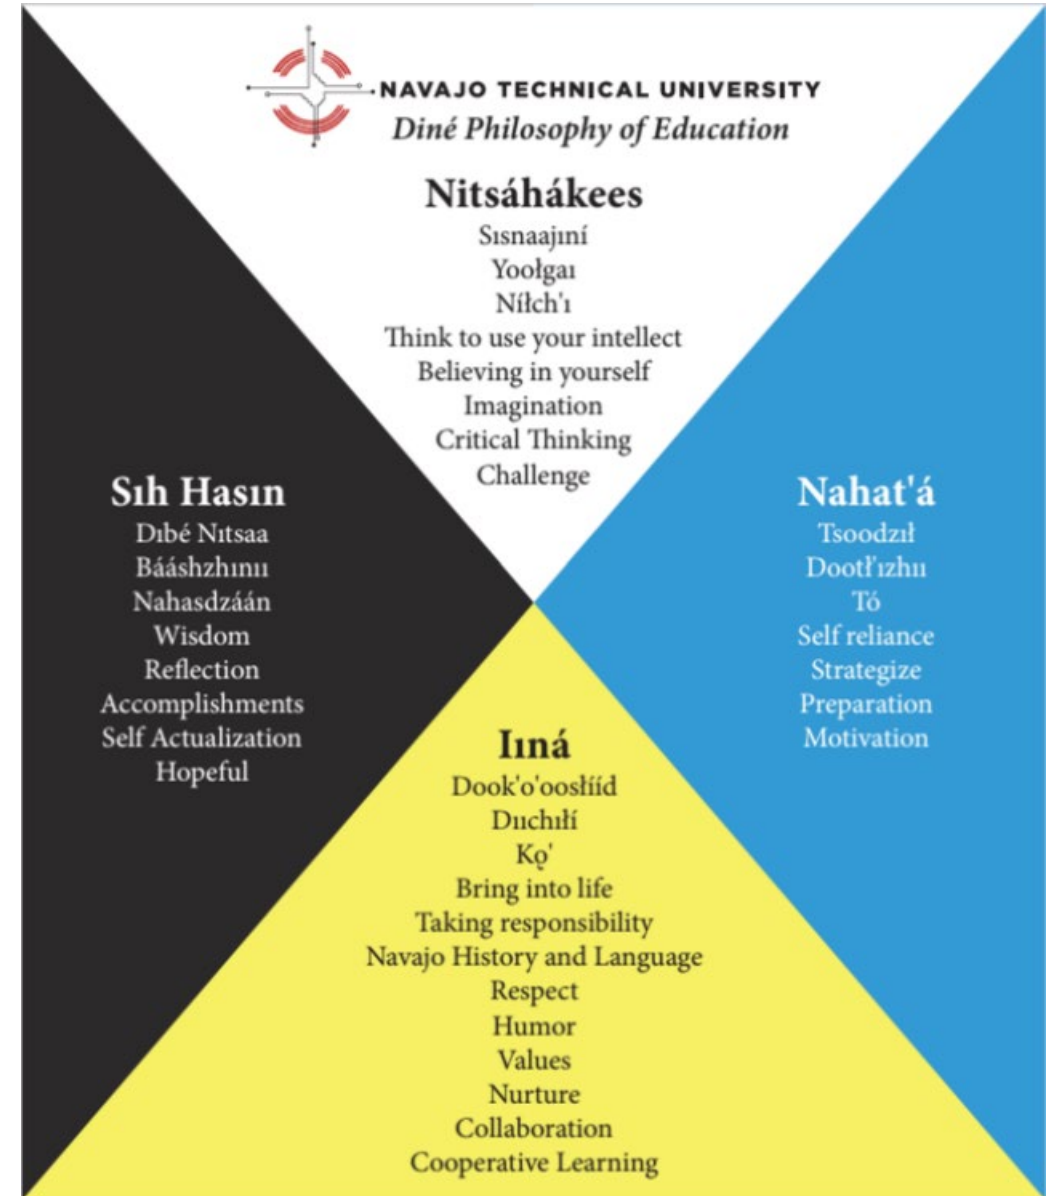 NAVAJO TECHNICAL UNIVERSITY
Diné Philosophy of Education
Nitsáhákees
Sısnaajıní
Yoołgaı
Níłch'ı
Think to use your intellect
Believing in yourself
Imagination
Critical Thinking
Challenge
Sıh Hasın
Dıbé Nıtsaa
Bááshzhınıı
Nahasdzáán
Wisdom
Reflection
Accomplishments
Self Actualization
Hopeful
Nahat'á
Tsoodzıł
Dootł'ızhıı
Tó
Self reliance
Strategize
Preparation
Motivation
Iıná
Dook'o'oosłííd
Dııchıłí
Kǫ'
Bring into life
Taking responsibility
Navajo History and Language
Respect
Humor
Values
Nurture
Collaboration
Cooperative Learning